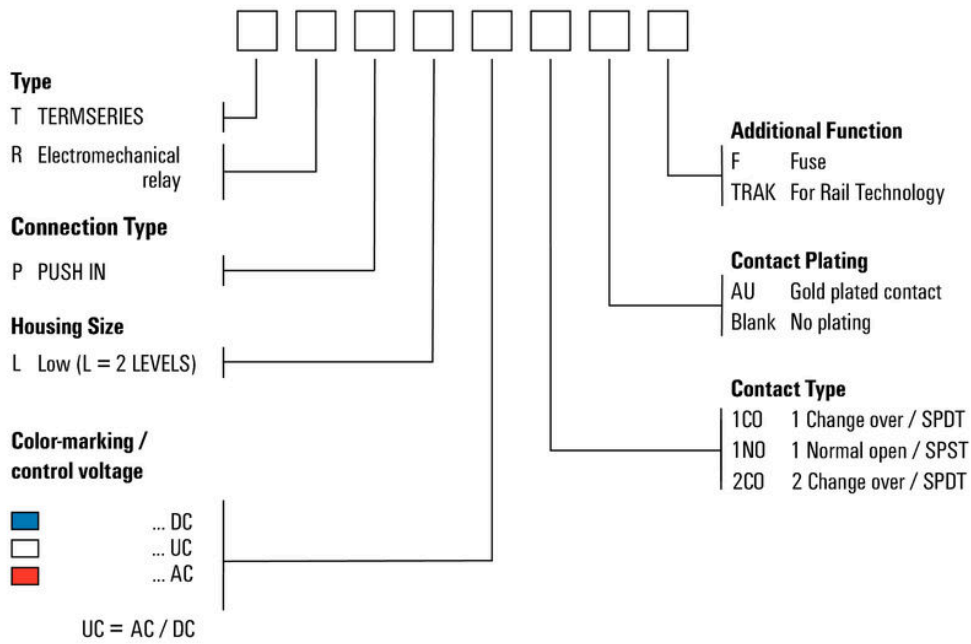 Type
T TERMSERIES
R Electromechanical
relay
Connection Type
P PUSH IN
Housing Size
L Low (L = 2 LEVELS)
Color-marking /
control voltage
... DC
... UC
... AC
UC = AC / DC
Additional Function
F Fuse
TRAK For Rail Technology
Contact Plating
AU Gold plated contact
Blank No plating
Contact Type
1CO 1 Change over / SPDT
1NO 1 Normal open / SPST
2CO 2 Change over / SPDT